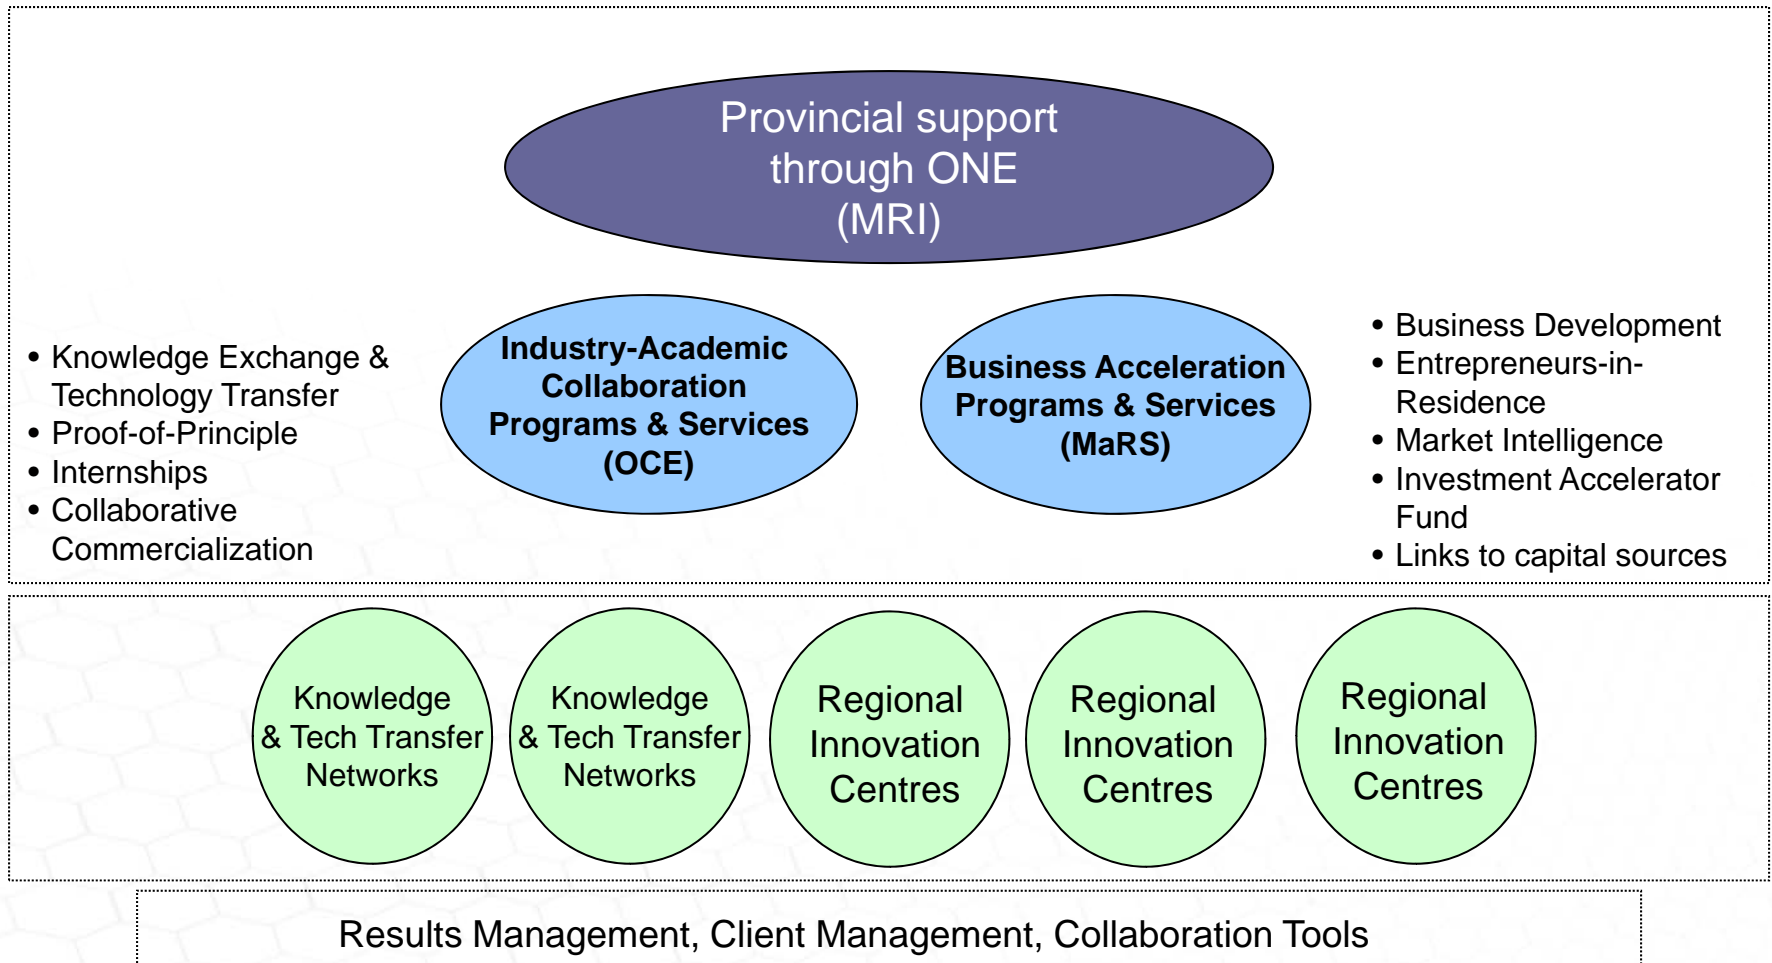 Provincial support
through ONE
(MRI)
• Knowledge Exchange &
Technology Transfer
• Proof-of-Principle
• Internships
• Collaborative
Commercialization
Industry-Academic
Collaboration
Programs & Services
(OCE)
Business Acceleration
Programs & Services
(MaRS)
• Business Development
• Entrepreneurs-in-
Residence
• Market Intelligence
• Investment Accelerator
Fund
• Links to capital sources
Knowledge
& Tech Transfer
Networks
Knowledge
& Tech Transfer
Networks
Regional
Innovation
Centres
Regional
Innovation
Centres
Regional
Innovation
Centres
Results Management, Client Management, Collaboration Tools